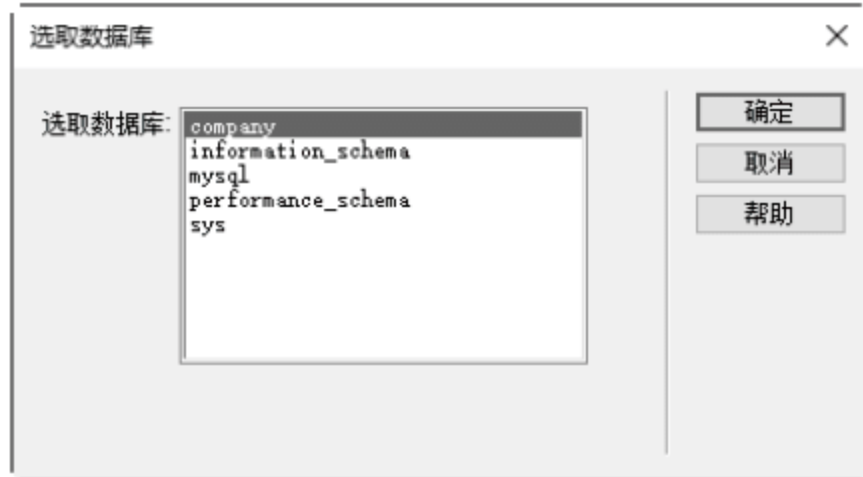 选取数据库
选取数据库:
company
information_schema
mysql
performance_schema
sys
确定
取消
帮助